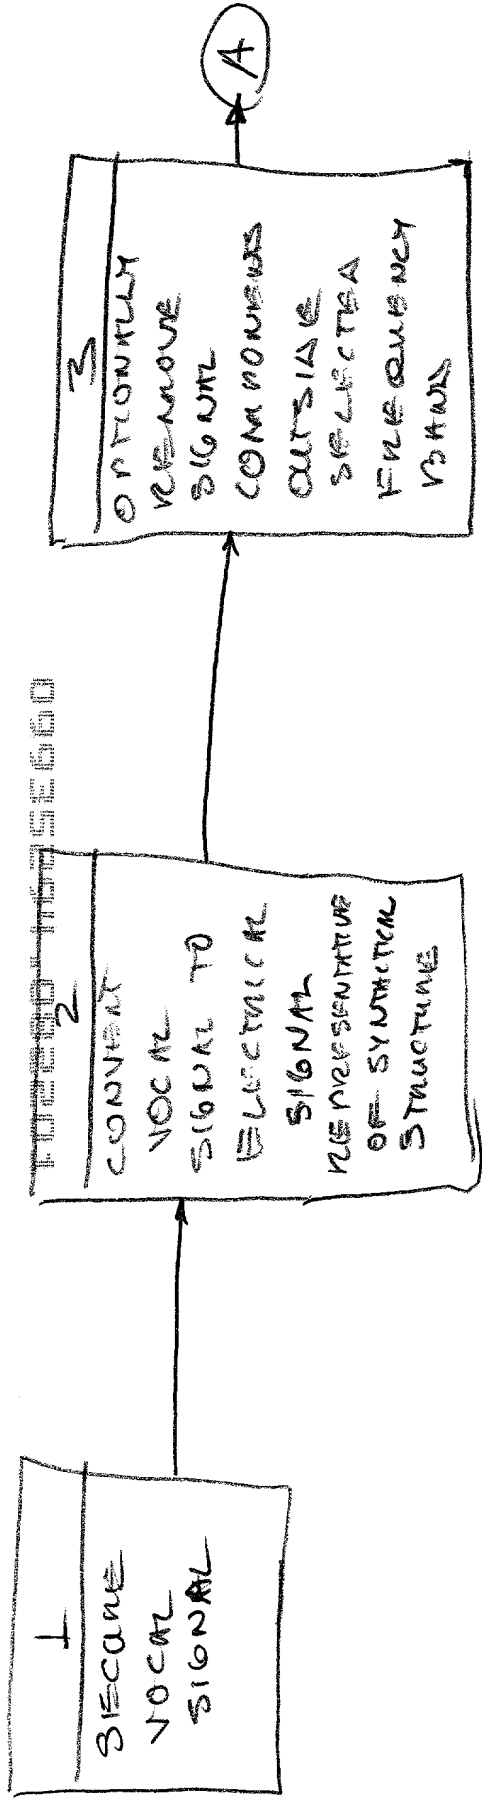 1
SECURE
VOCAL
SIGNAL
2
CONVERT
VOCAL
SIGNAL TO
ELECTRICAL
SIGNAL
REPRESENTATIVE
OF SYNTACTICAL
STRUCTURE
3
OPTIONALLY
REMOVE
SIGNAL
COMPONENTS
OUTSIDE
SELECTED
FREQUENCY
BAND
A